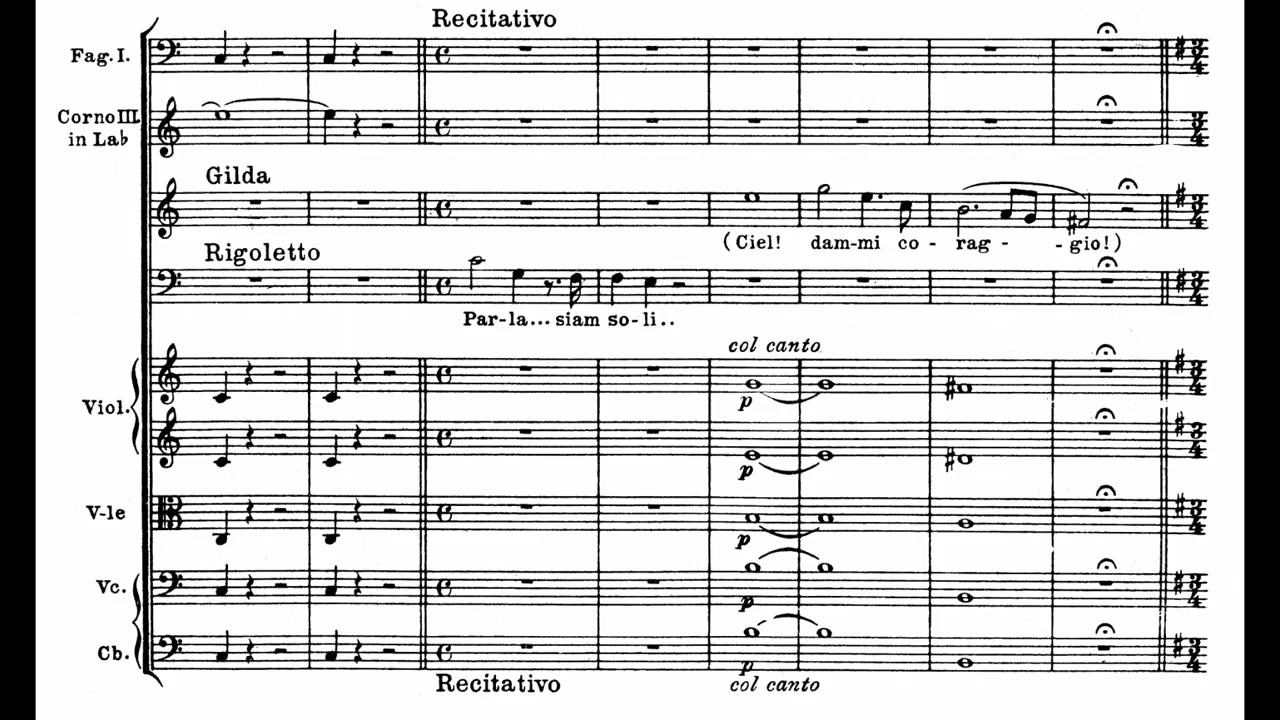 Recitativo
Fag. I.
Corno III.
in Lab
Gilda
(Ciel! dam-mi co - rag - - gio!)
Rigoletto
Par-la... siam so-li..
col canto
Viol.
p
p
V-le
p
Vc.
p
Cb.
p
Recitativo
col canto